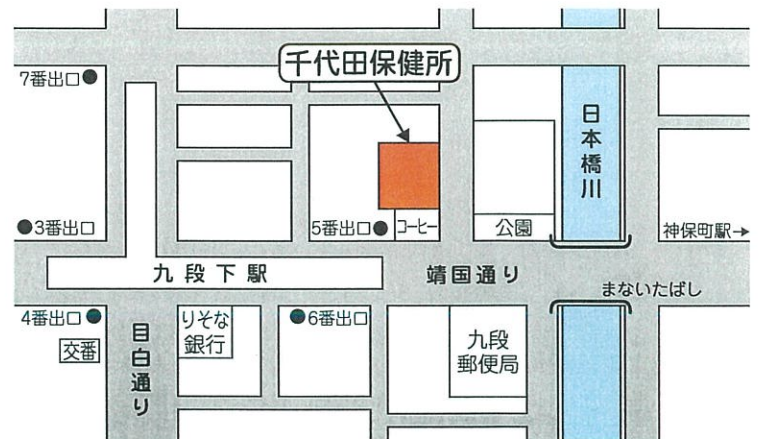 千代田保健所
7番出口●
日本橋川
●3番出口
5番出口●
コーヒー
公園
神保町駅→
九段下駅
靖国通り
まないたばし
4番出口●
りそな
銀行
●6番出口
交番
目白通り
九段
郵便局